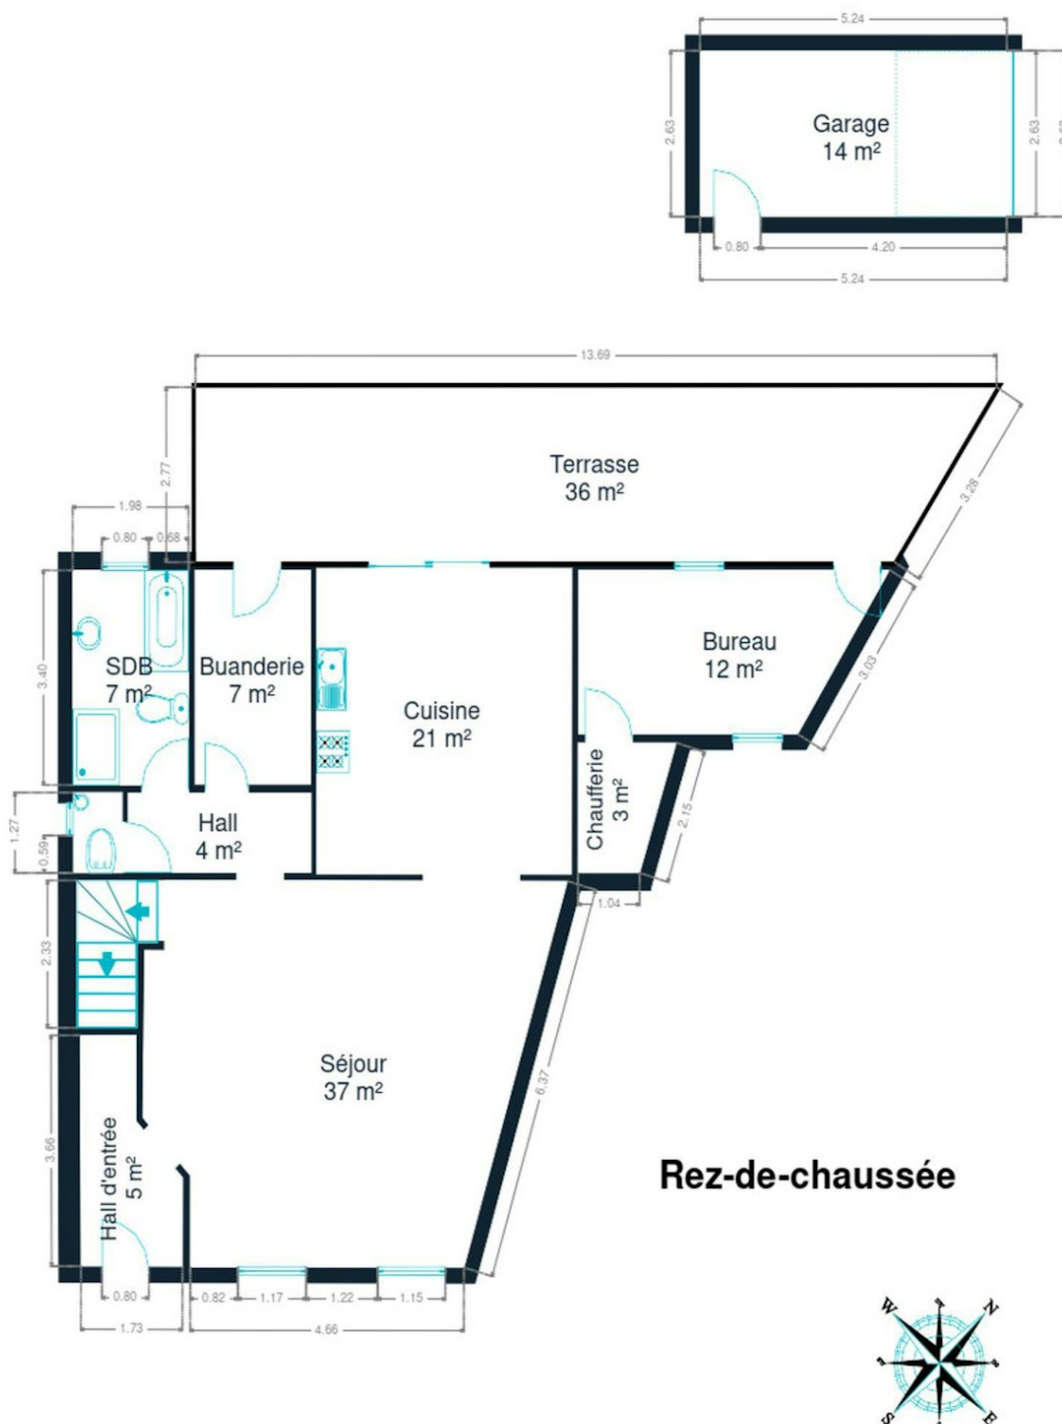 5.24
2.63
Garage
14 m²
2.63
0.80
4.20
5.24
13.69
2.77
Terrasse
36 m²
3.28
1.98
0.80
0.68
3.40
SDB
7 m²
Buanderie
7 m²
Cuisine
21 m²
Bureau
12 m²
3.03
Chaufferie
3 m²
2.15
1.04
1.27
0.59
Hall
4 m²
2.33
Séjour
37 m²
6.37
3.66
Hall d'entrée
5 m²
Rez-de-chaussée
0.80
0.82
1.17
1.22
1.15
1.73
4.66
W
N
S
E